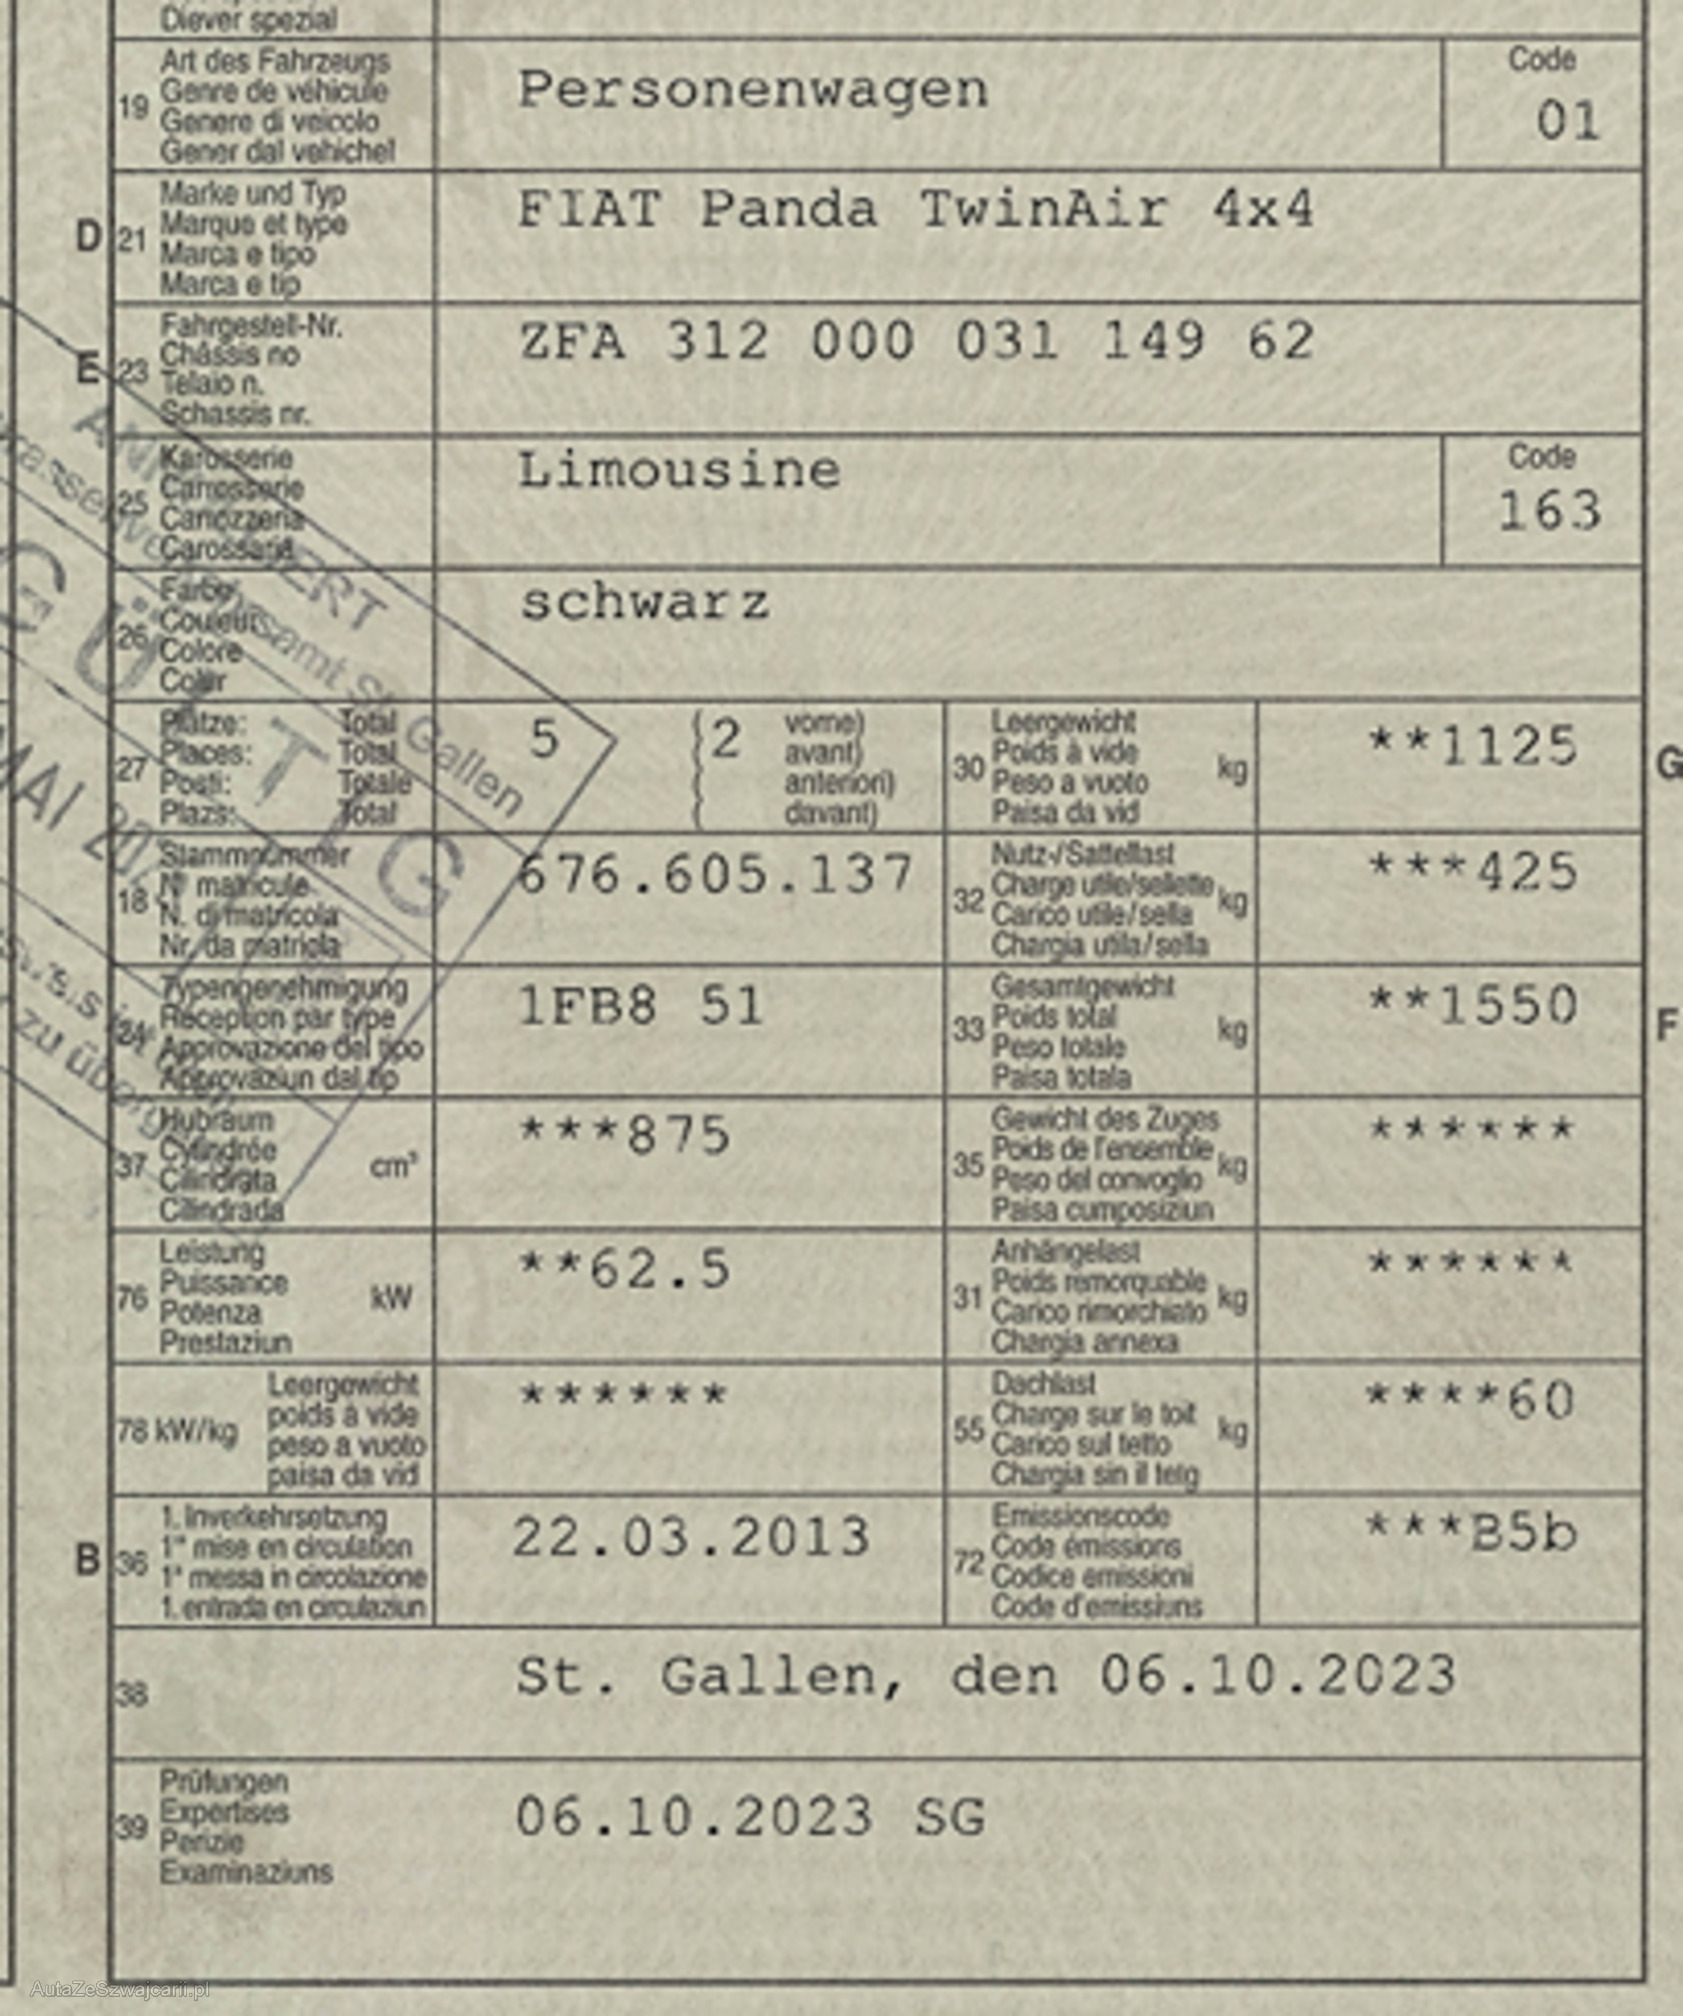 Diever spezial
Art des Fahrzeugs
Genre de véhicule
Genere di veicolo
Gener dal vehichel
19
Personenwagen
Code
01
D
21
Marke und Typ
Marque et type
Marca e tipo
Marca e tip
FIAT Panda TwinAir 4x4
E
23
Fahrgestell-Nr.
Châssis no
Telaio n.
Schassis nr.
ZFA 312 000 031 149 62
25
Karosserie
Carrosserie
Carrozzeria
Carossaria
Limousine
Code
163
26
Farbe
Couleur
Colore
Colur
schwarz
27
Plätze: Total
Places: Total
Posti: Totale
Plazs: Total
5
(2 vorne)
( avant)
( anteriori)
( davant)
30
Leergewicht
Poids à vide
Peso a vuoto
Paisa da vid
kg
**1125
G
18
Stammnummer
N° matricule
N. di matricola
Nr. da matricla
676.605.137
32
Nutz-/Sattellast
Charge utile/sellette
Carico utile/sella
Chargia utila/sella
kg
***425
24
Typengenehmigung
Réception par type
Approvazione del tipo
Approvaziun dal tip
1FB8 51
33
Gesamtgewicht
Poids total
Peso totale
Paisa totala
kg
**1550
F
37
Hubraum
Cylindrée
Cilindrata
Cilindrada
cm³
***875
35
Gewicht des Zuges
Poids de l'ensemble
Peso del convoglio
Paisa cumposiziun
kg
******
76
Leistung
Puissance
Potenza
Prestaziun
kW
**62.5
31
Anhängelast
Poids remorquable
Carico rimorchiato
Chargia annexa
kg
******
78 kW/kg
Leergewicht
poids à vide
peso a vuoto
paisa da vid
******
55
Dachlast
Charge sur le toit
Carico sul tetto
Chargia sin il tetg
kg
****60
B
36
1. Inverkehrsetzung
1re mise en circulation
1a messa in circolazione
1. entrada en circulaziun
22.03.2013
72
Emissionscode
Code émissions
Codice emissioni
Code d'emissiuns
***B5b
38
St. Gallen, den 06.10.2023
39
Prüfungen
Expertises
Perizie
Examinaziuns
06.10.2023 SG
St. Gallen
MAI
zu
AutaZeSzwajcarii.pl